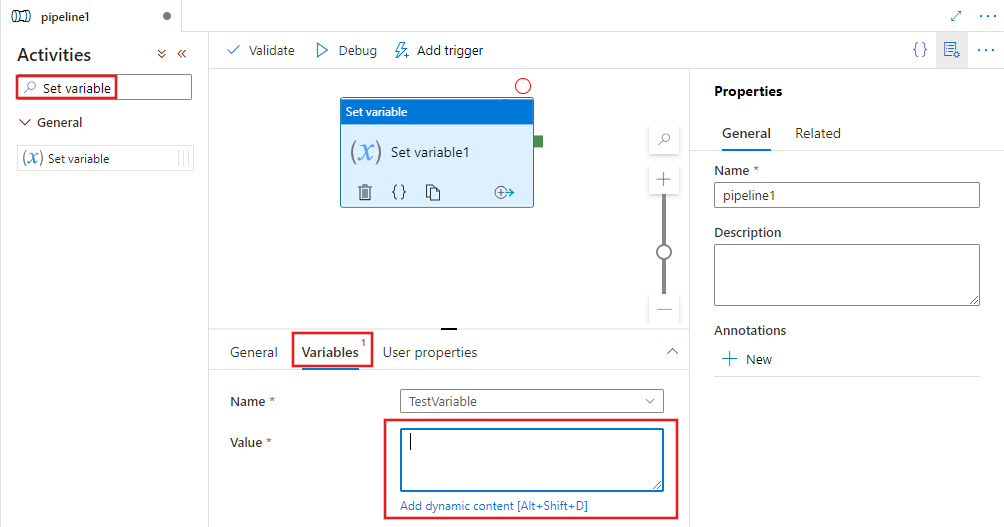 pipeline1
Activities
Set variable
General
(x) Set variable
Validate
Debug
Add trigger
{}
Set variable
(x) Set variable1
{}
General
Variables 1
User properties
Name *
TestVariable
Value *
Add dynamic content [Alt+Shift+D]
Properties
General
Related
Name *
pipeline1
Description
Annotations
New